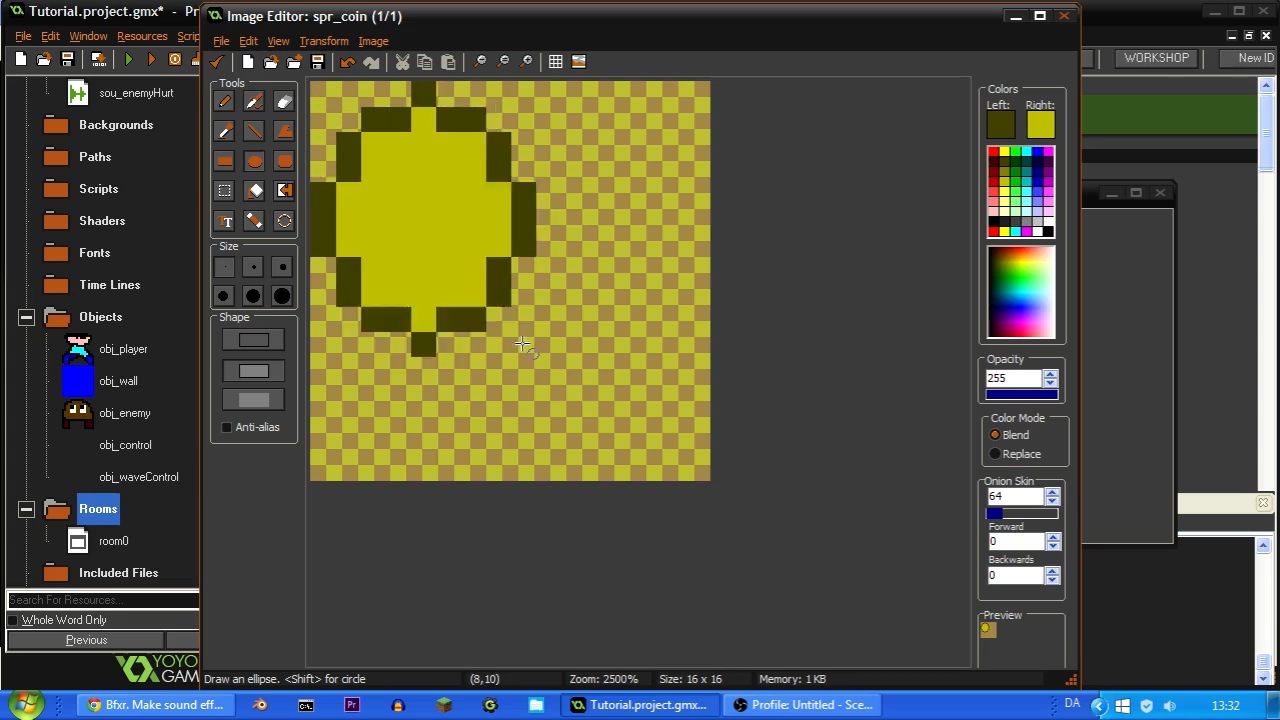 Tutorial.project.gmx* - P
File Edit Window Resources Scrip
sou_enemyHurt
Backgrounds
Paths
Scripts
Shaders
Fonts
Time Lines
Objects
obj_player
obj_wall
obj_enemy
obj_control
obj_waveControl
Rooms
room0
Included Files
Search For Resources...
Whole Word Only
Previous
YOYO
GAM
Image Editor: spr_coin (1/1)
File Edit View Transform Image
Tools
Size
Shape
Anti-alias
Colors
Left: Right:
Opacity
255
Color Mode
Blend
Replace
Onion Skin
64
Forward
0
Backwards
0
Preview
Draw an ellipse. <Shift> for circle (8,10) Zoom: 2500% Size: 16 x 16 Memory: 1 KB
WORKSHOP New ID
Bfxr. Make sound eff... Pr Tutorial.project.gmx... Profile: Untitled - Sce... DA 13:32